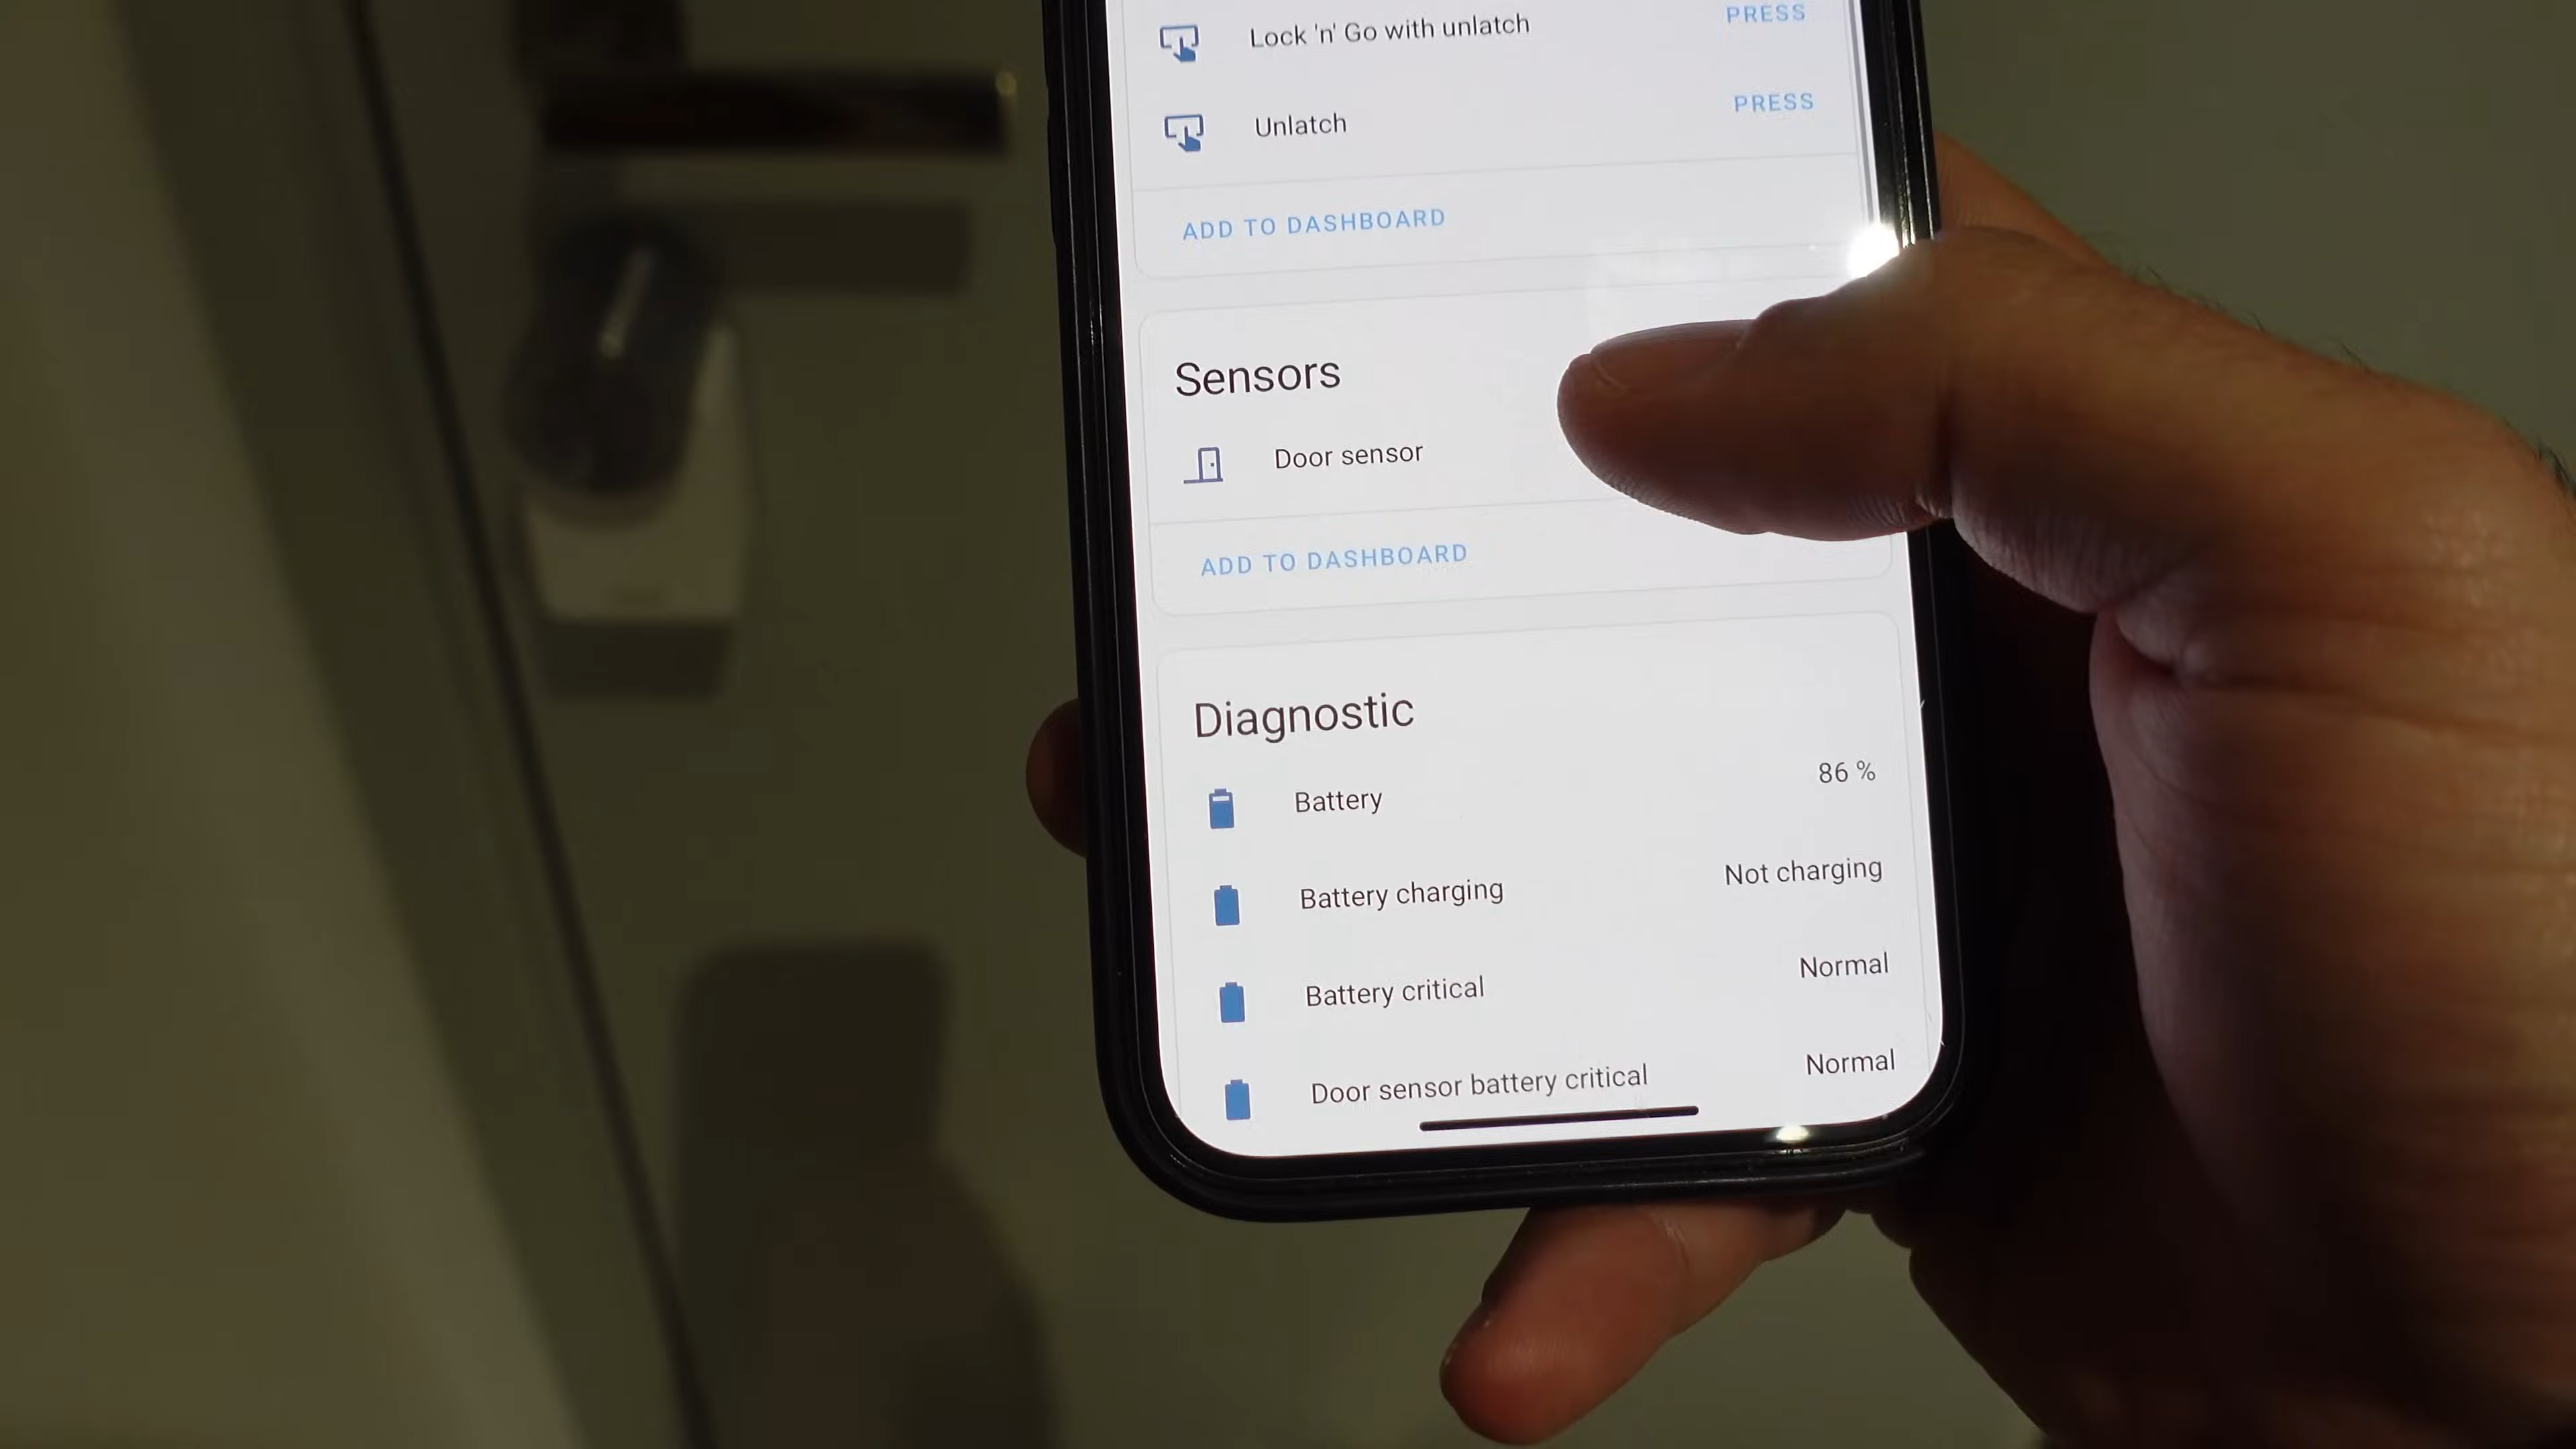 Lock 'n' Go with unlatch PRESS
Unlatch PRESS
ADD TO DASHBOARD
Sensors
Door sensor
ADD TO DASHBOARD
Diagnostic
Battery 86 %
Battery charging Not charging
Battery critical Normal
Door sensor battery critical Normal